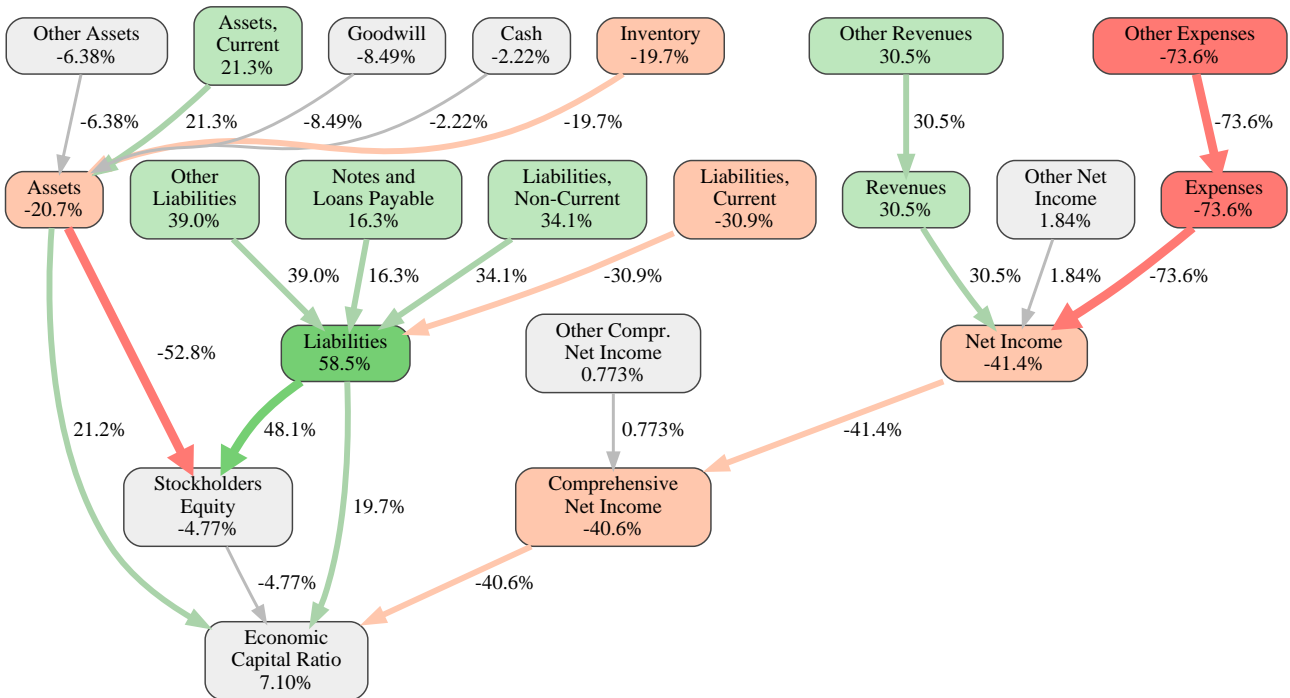 Other Assets
-6.38%
Assets,
Current
21.3%
Goodwill
-8.49%
Cash
-2.22%
Inventory
-19.7%
Other Revenues
30.5%
Other Expenses
-73.6%
-6.38%
21.3%
-8.49%
-2.22%
-19.7%
30.5%
-73.6%
Assets
-20.7%
Other
Liabilities
39.0%
Notes and
Loans Payable
16.3%
Liabilities,
Non-Current
34.1%
Liabilities,
Current
-30.9%
Revenues
30.5%
Other Net
Income
1.84%
Expenses
-73.6%
39.0%
16.3%
34.1%
-30.9%
30.5%
1.84%
-73.6%
-52.8%
Liabilities
58.5%
Other Compr.
Net Income
0.773%
Net Income
-41.4%
21.2%
48.1%
0.773%
-41.4%
Stockholders
Equity
-4.77%
19.7%
Comprehensive
Net Income
-40.6%
-4.77%
-40.6%
Economic
Capital Ratio
7.10%